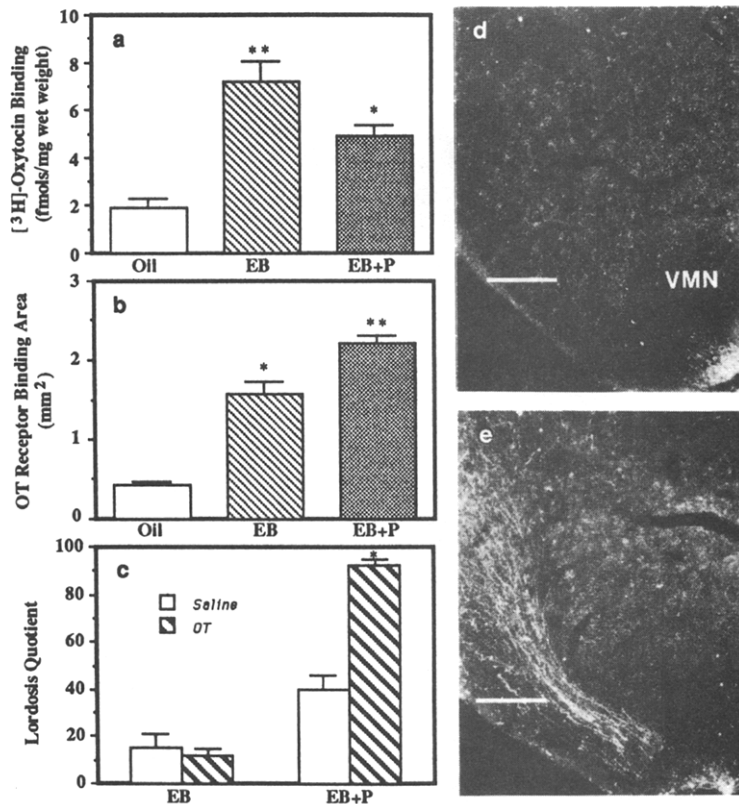 a
[³H]-Oxytocin Binding
(fmols/mg wet weight)
10
8
6
4
2
0
**
*
Oil EB EB+P
b
OT Receptor Binding Area
(mm²)
3
2
1
0
*
**
Oil EB EB+P
c
Lordosis Quotient
100
80
60
40
20
0
Saline
OT
*
EB EB+P
d
VMN
e